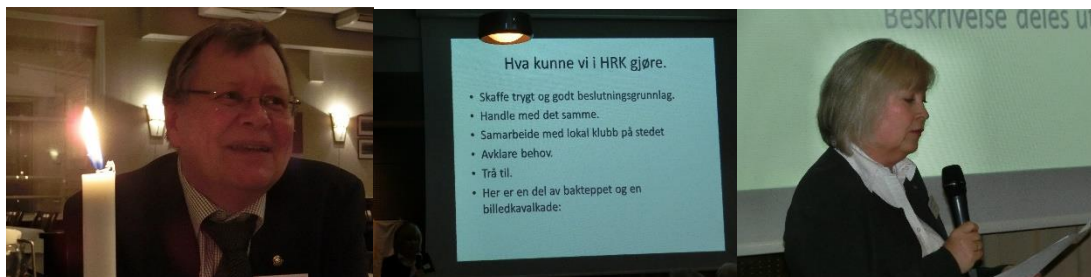 Hva kunne vi i HRK gjøre.
• Skaffe trygt og godt beslutningsgrunnlag.
• Handle med det samme.
• Samarbeide med lokal klubb på stedet
• Avklare behov.
• Trå til.
• Her er en del av bakteppet og en
billedkavalkade:
Beskrivelse deles u